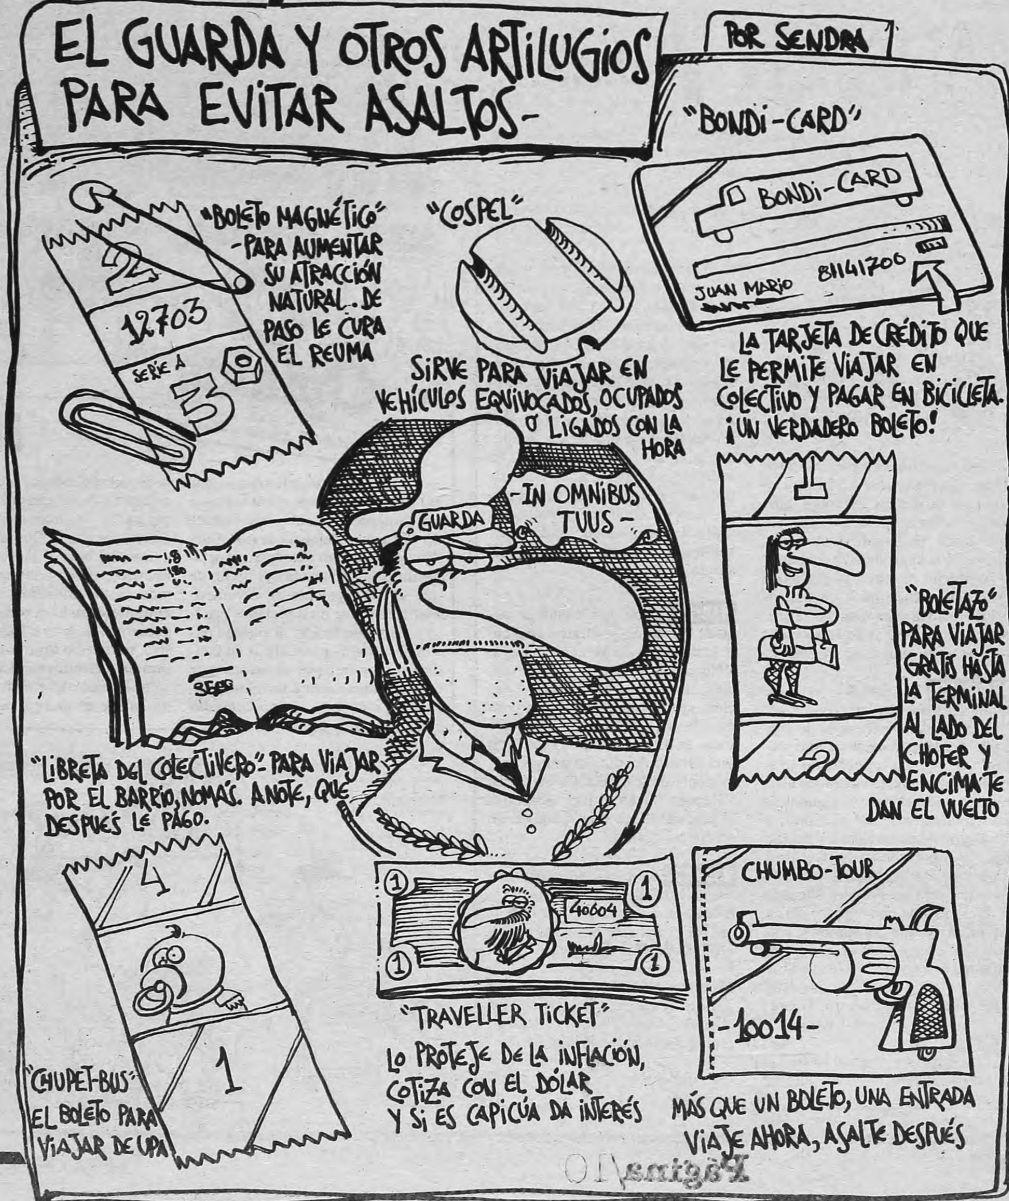 EL GUARDA Y OTROS ARTILUGIOS
PARA EVITAR ASALTOS-
POR SENDRA
"BOLETO MAGNÉTICO"
-PARA AUMENTAR
SU ATRACCIÓN
NATURAL. DE
PASO LE CURA
EL REUMA
2
12703
SERIE A
3
"COSPEL"
SIRVE PARA VIAJAR EN
VEHÍCULOS EQUIVOCADOS, OCUPADOS
O LIGADOS CON LA
HORA
"BONDI-CARD"
BONDI-CARD
JUAN MARIO 81141700
LA TARJETA DE CRÉDITO QUE
LE PERMITE VIAJAR EN
COLECTIVO Y PAGAR EN BICICLETA.
¡UN VERDADERO BOLETO!
GUARDA
-IN OMNIBUS
TUUS-
"LIBRETA DEL COLECTIVERO"- PARA VIAJAR
POR EL BARRIO, NOMÁS. ANOTE, QUE
DESPUÉS LE PAGO.
1
2
"BOLETAZO"
PARA VIAJAR
GRATIS HASTA
LA TERMINAL
AL LADO DEL
CHOFER Y
ENCIMA TE
DAN EL VUELTO
4
1
"CHUPET-BUS"
EL BOLETO PARA
VIAJAR DE UPA
1
1
40604
1
1
"TRAVELLER TICKET"
LO PROTEJE DE LA INFLACIÓN,
COTIZA CON EL DÓLAR
Y SI ES CAPICÚA DA INTERÉS
CHUMBO-TOUR
-10014-
MÁS QUE UN BOLETO, UNA ENTRADA
VIAJE AHORA, ASALTE DESPUÉS
Página/10